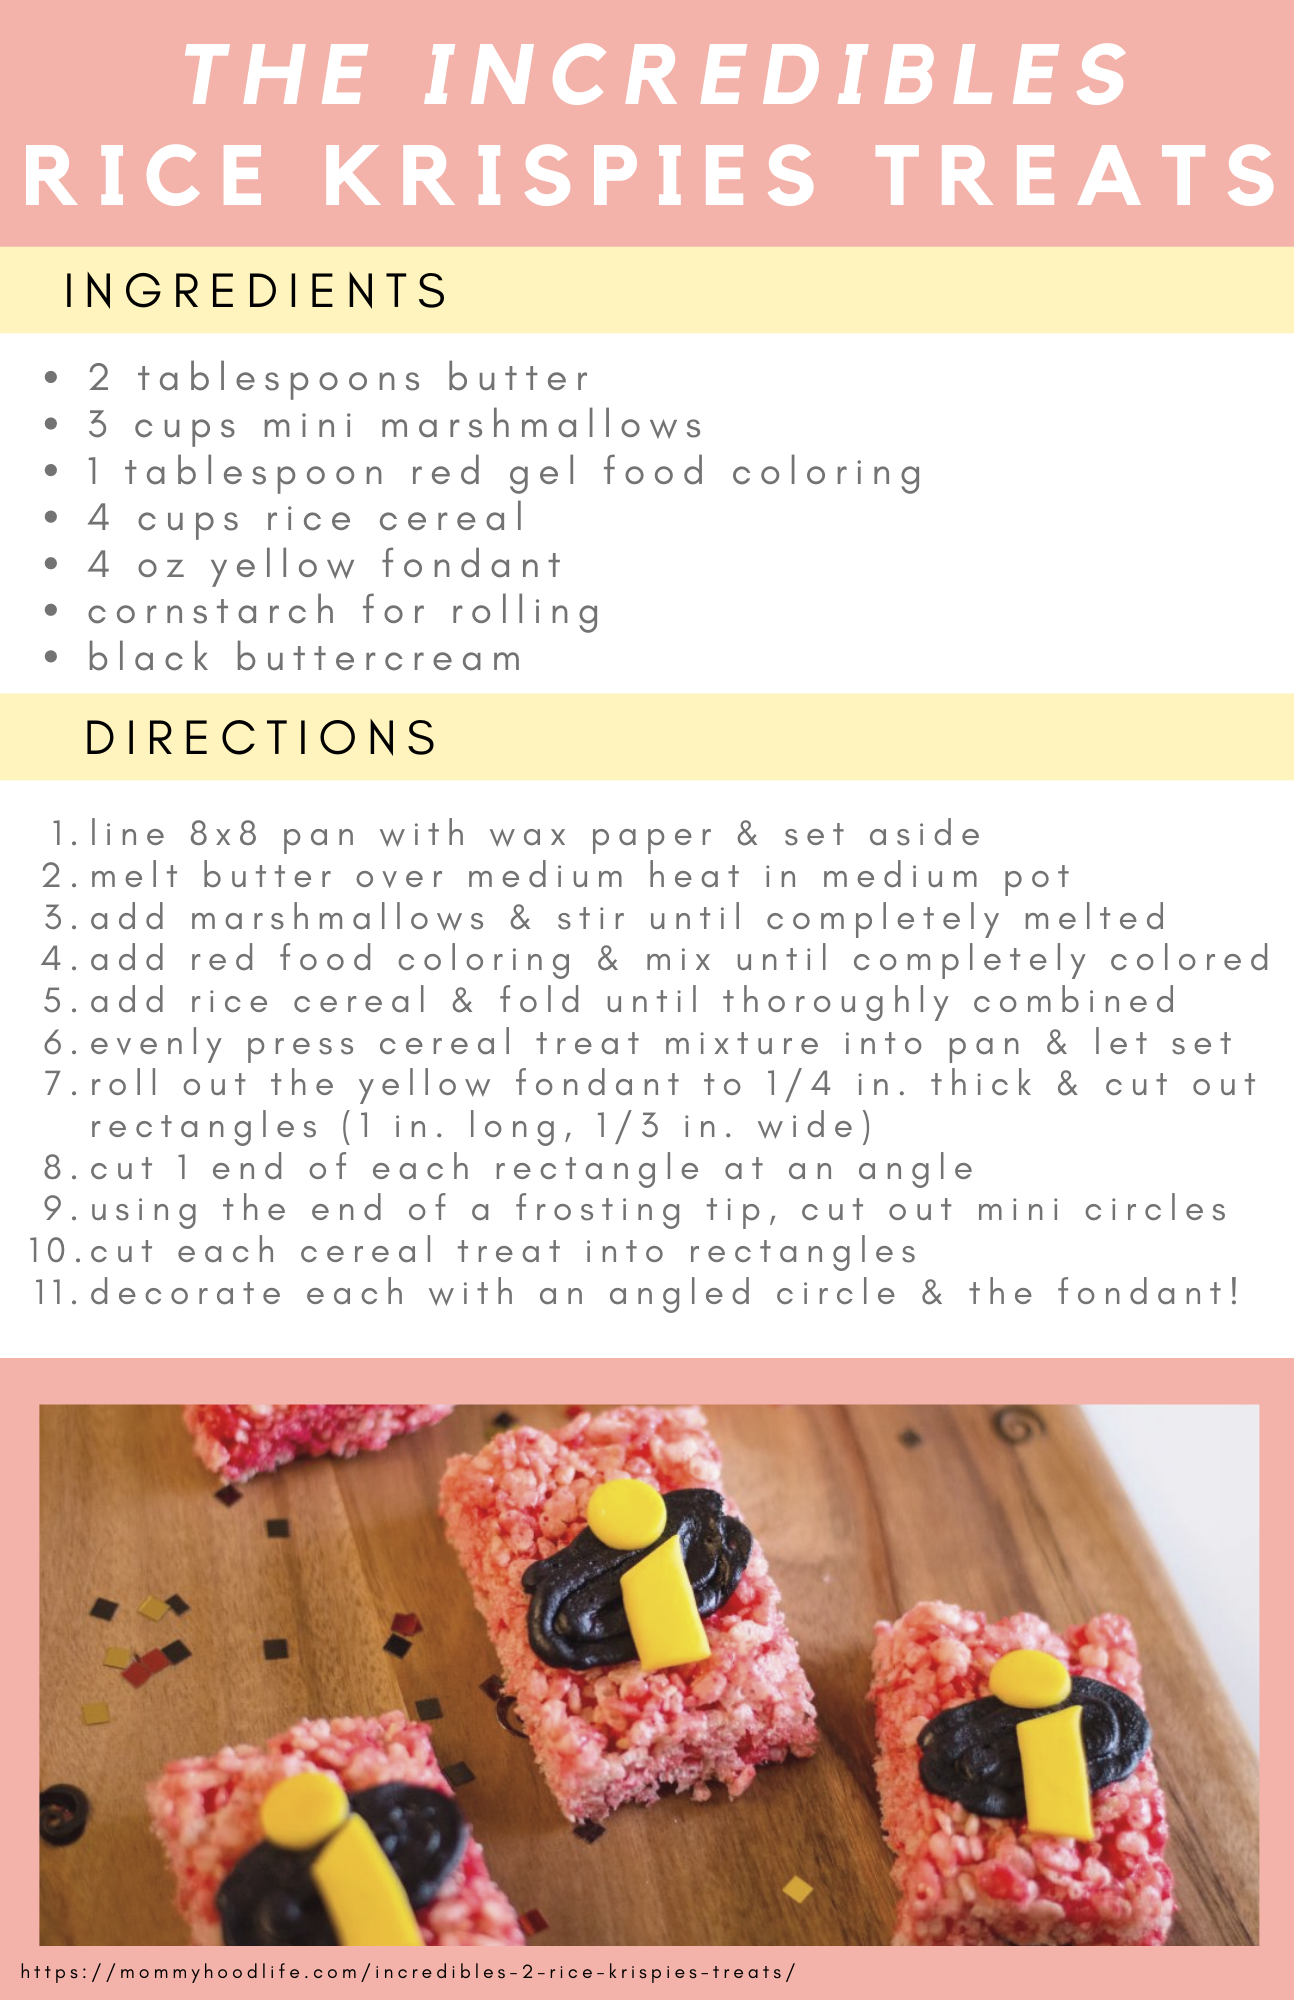 THE INCREDIBLES
RICE KRISPIES TREATS
INGREDIENTS
• 2 tablespoons butter
• 3 cups mini marshmallows
• 1 tablespoon red gel food coloring
• 4 cups rice cereal
• 4 oz yellow fondant
• cornstarch for rolling
• black buttercream
DIRECTIONS
1. line 8x8 pan with wax paper & set aside
2. melt butter over medium heat in medium pot
3. add marshmallows & stir until completely melted
4. add red food coloring & mix until completely colored
5. add rice cereal & fold until thoroughly combined
6. evenly press cereal treat mixture into pan & let set
7. roll out the yellow fondant to 1/4 in. thick & cut out
rectangles (1 in. long, 1/3 in. wide)
8. cut 1 end of each rectangle at an angle
9. using the end of a frosting tip, cut out mini circles
10. cut each cereal treat into rectangles
11. decorate each with an angled circle & the fondant!
i
i
i
https://mommyhoodlife.com/incredibles-2-rice-krispies-treats/